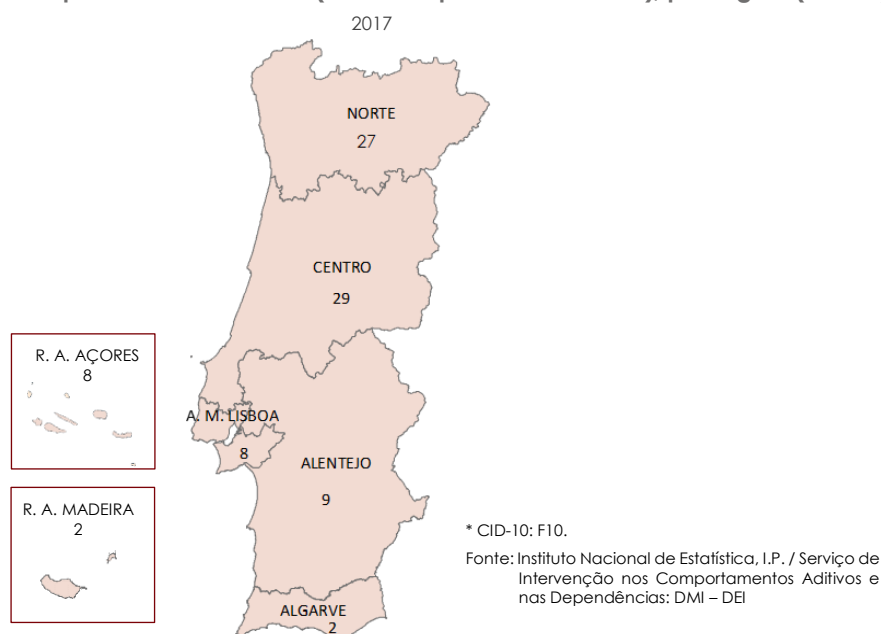 2017
NORTE
27
CENTRO
29
R. A. AÇORES
8
A. M. LISBOA
8
ALENTEJO
9
R. A. MADEIRA
2
* CID-10: F10.
Fonte: Instituto Nacional de Estatística, I.P. / Serviço de
Intervenção nos Comportamentos Aditivos e
nas Dependências: DMI – DEI
ALGARVE
2